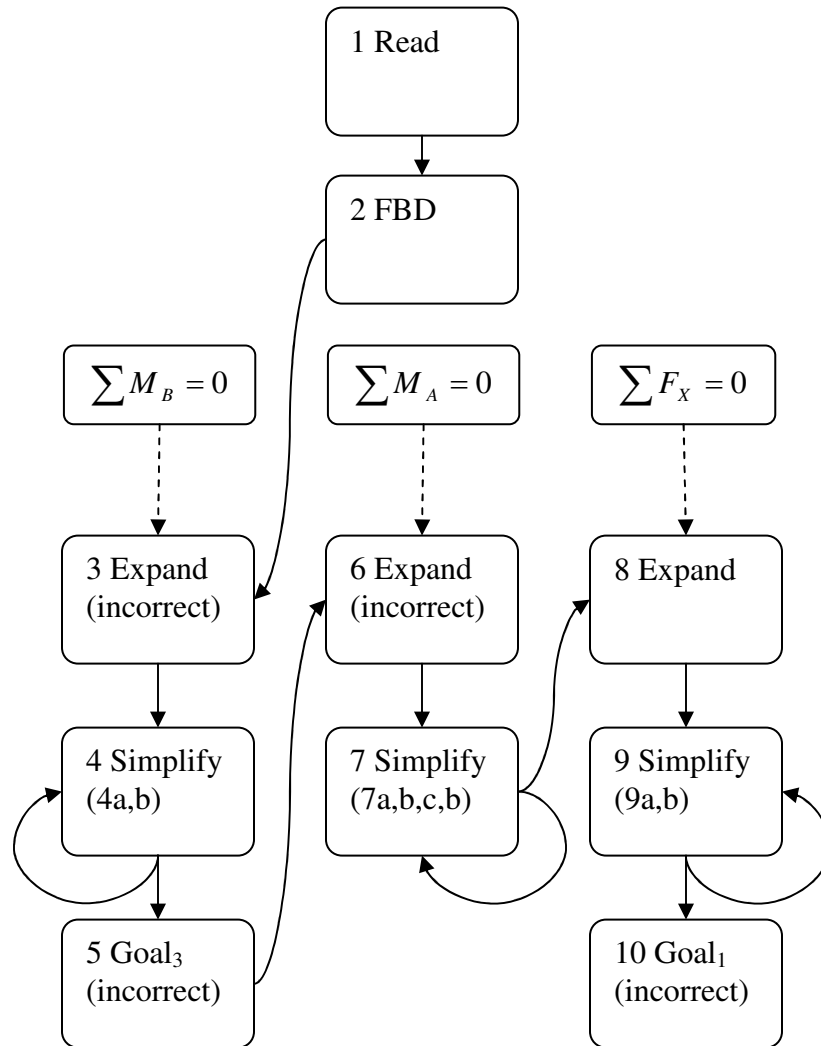 1 Read
2 FBD
∑ M_B = 0
∑ M_A = 0
∑ F_X = 0
3 Expand
(incorrect)
6 Expand
(incorrect)
8 Expand
4 Simplify
(4a,b)
7 Simplify
(7a,b,c,b)
9 Simplify
(9a,b)
5 Goal₃
(incorrect)
10 Goal₁
(incorrect)